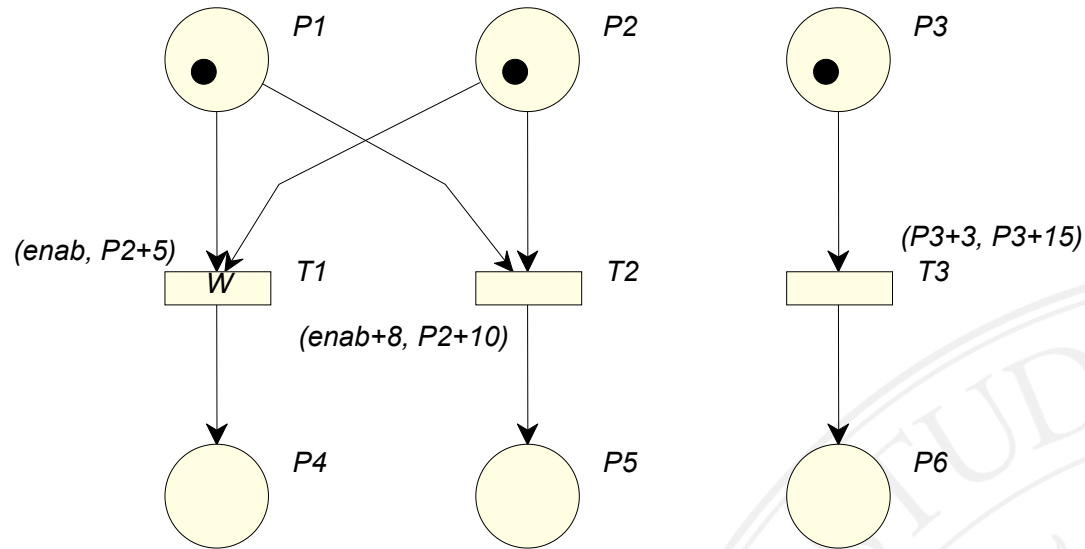 P1
P2
P3
(enab, P2+5)
W
T1
T2
(P3+3, P3+15)
T3
(enab+8, P2+10)
P4
P5
P6
TUD